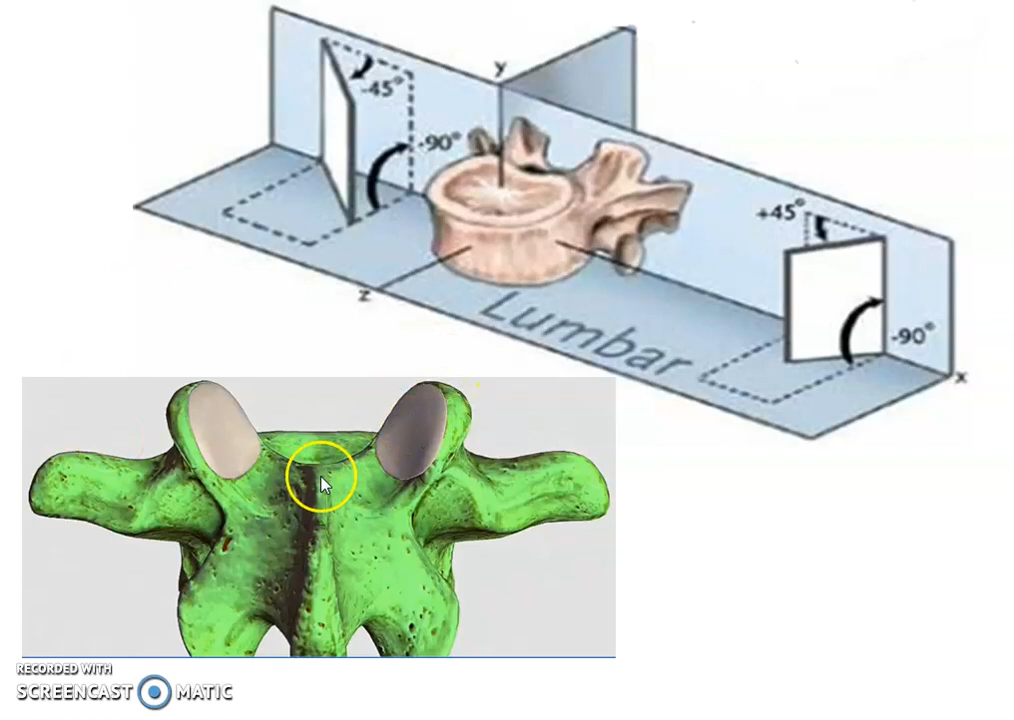 y
-45°
-90°
+45°
-90°
z
Lumbar
x
RECORDED WITH
SCREENCAST MATIC